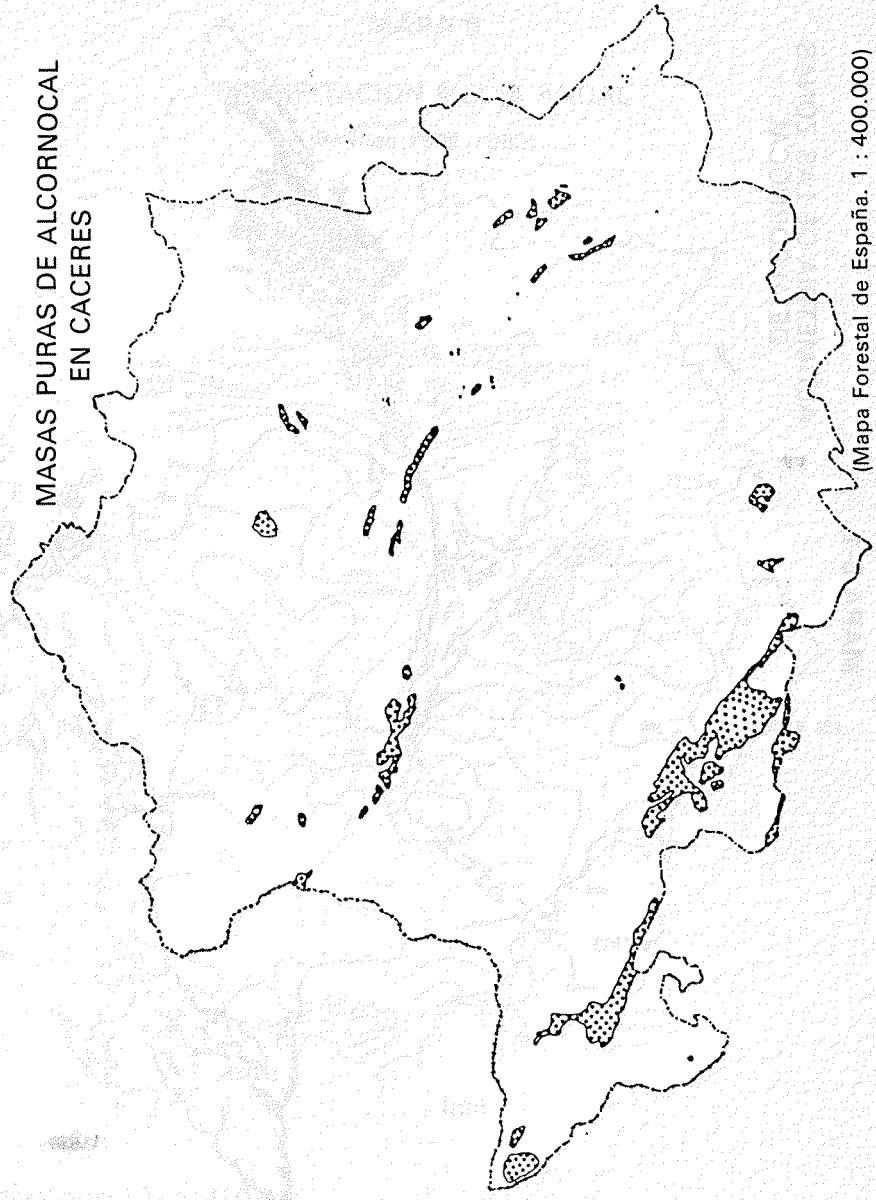 MASAS PURAS DE ALCORNOCAL
EN CACERES
(Mapa Forestal de España. 1 : 400.000)